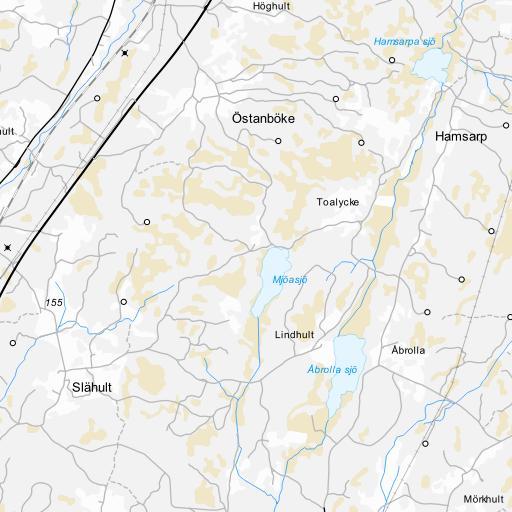 Höghult
Hamsarpa sjö
Östanböke
hult
Hamsarp
Toalycke
Mjöasjö
155
Lindhult
Åbrolla
Åbrolla sjö
Slähult
Mörkhult